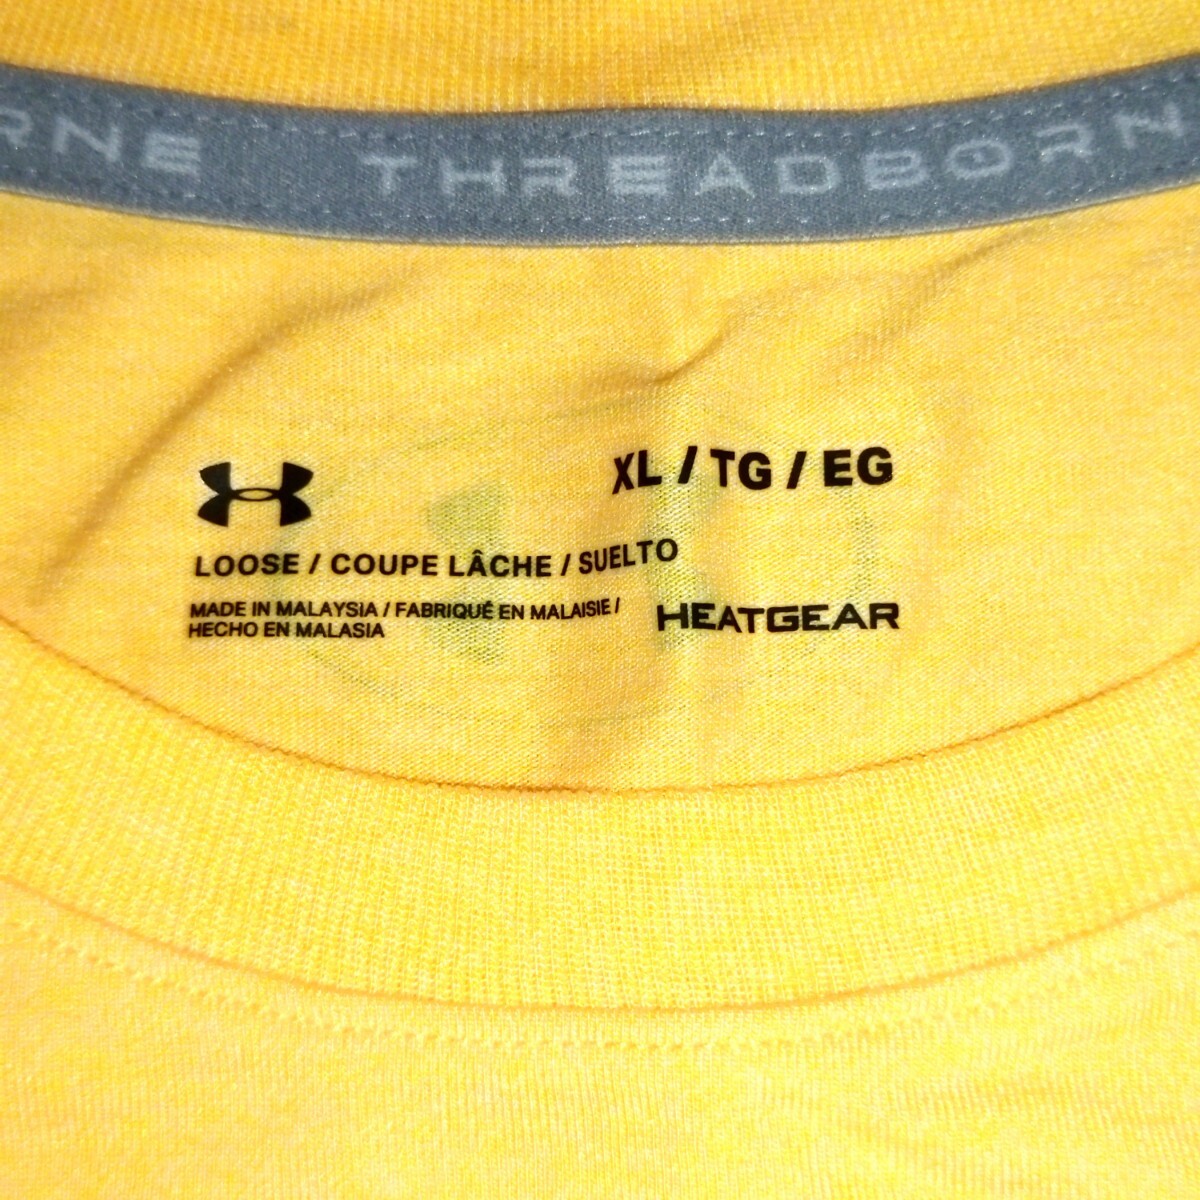 RNE THREADBORN
XL / TG / EG
LOOSE / COUPE LÂCHE / SUELTO
MADE IN MALAYSIA / FABRIQUÉ EN MALAISIE /
HECHO EN MALASIA
HEATGEAR